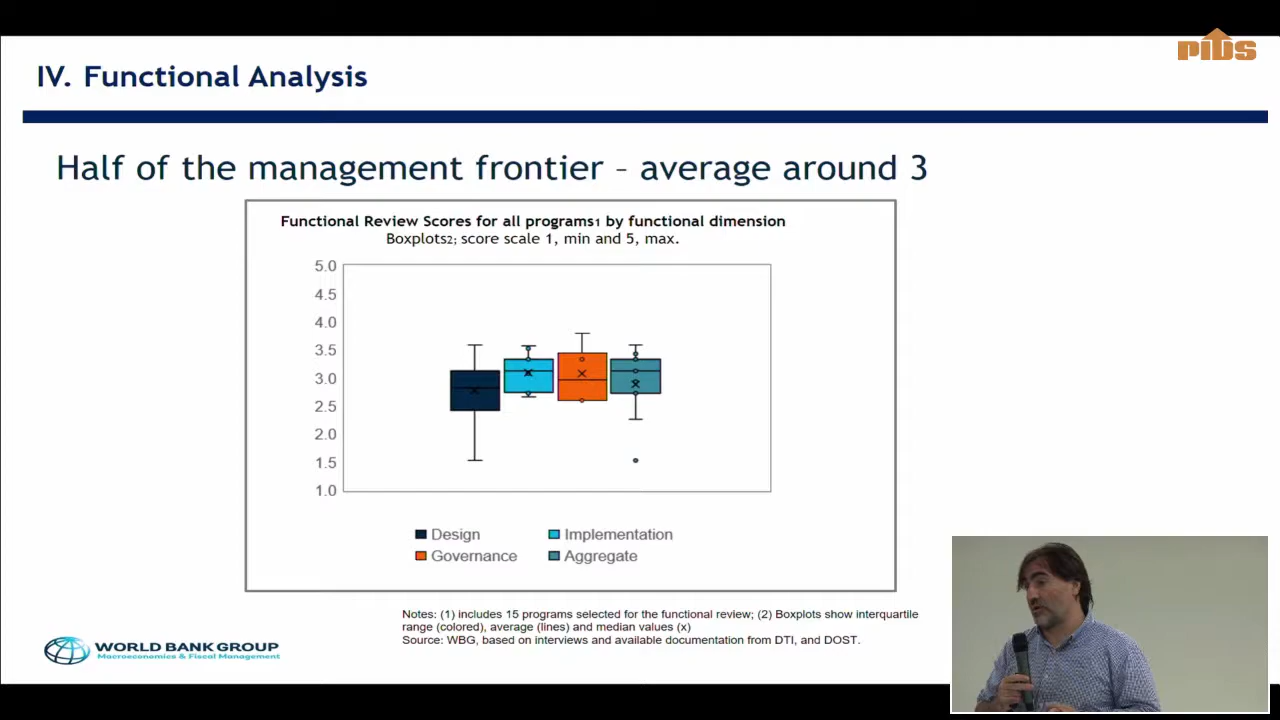 PIDS
IV. Functional Analysis
Half of the management frontier – average around 3
Functional Review Scores for all programs1 by functional dimension
Boxplots2; score scale 1, min and 5, max.
5.0
4.5
4.0
3.5
3.0
2.5
2.0
1.5
1.0
Design
Implementation
Governance
Aggregate
Notes: (1) includes 15 programs selected for the functional review; (2) Boxplots show interquartile
range (colored), average (lines) and median values (x)
Source: WBG, based on interviews and available documentation from DTI, and DOST.
WORLD BANK GROUP
Macroeconomics & Fiscal Management